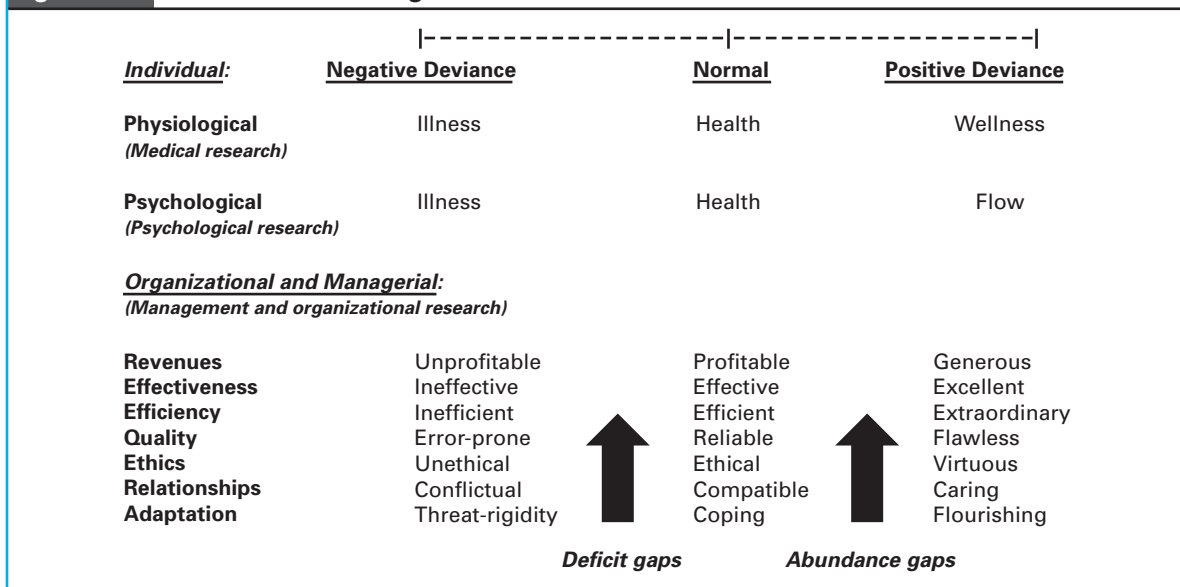 Individual: Negative Deviance Normal Positive Deviance
Physiological Illness Health Wellness
(Medical research)
Psychological Illness Health Flow
(Psychological research)
Organizational and Managerial:
(Management and organizational research)
Revenues Unprofitable Profitable Generous
Effectiveness Ineffective Effective Excellent
Efficiency Inefficient Efficient Extraordinary
Quality Error-prone Reliable Flawless
Ethics Unethical Ethical Virtuous
Relationships Conflictual Compatible Caring
Adaptation Threat-rigidity Coping Flourishing
Deficit gaps Abundance gaps